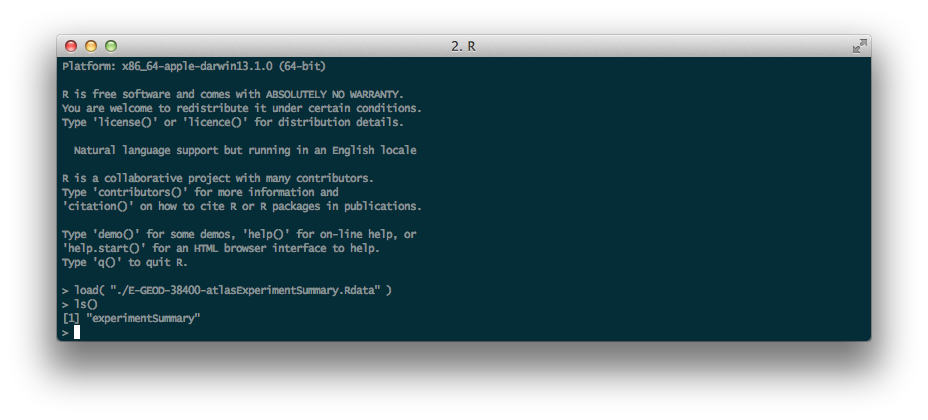 2. R
Platform: x86_64-apple-darwin13.1.0 (64-bit)
R is free software and comes with ABSOLUTELY NO WARRANTY.
You are welcome to redistribute it under certain conditions.
Type 'license()' or 'licence()' for distribution details.
Natural language support but running in an English locale
R is a collaborative project with many contributors.
Type 'contributors()' for more information and
'citation()' on how to cite R or R packages in publications.
Type 'demo()' for some demos, 'help()' for on-line help, or
'help.start()' for an HTML browser interface to help.
Type 'q()' to quit R.
> load( "./E-GEOD-38400-atlasExperimentSummary.Rdata" )
> ls()
[1] "experimentSummary"
>